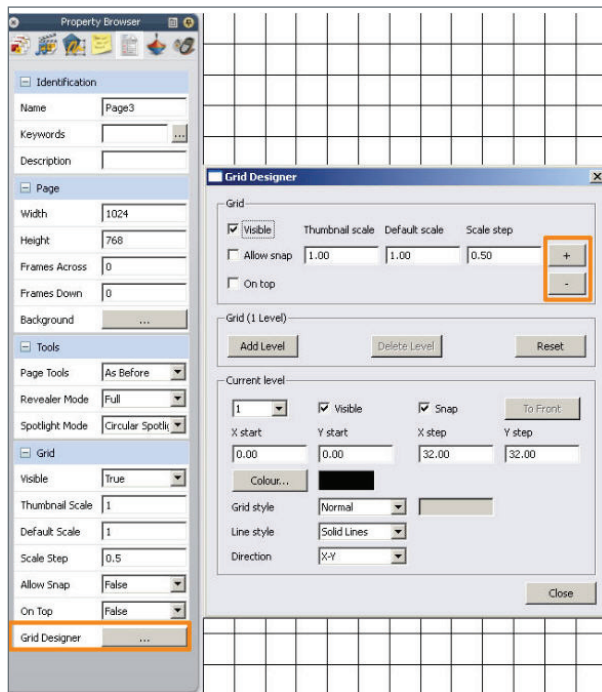 Property Browser
Identification
Name Page3
Keywords ...
Description
Page
Width 1024
Height 768
Frames Across 0
Frames Down 0
Background ...
Tools
Page Tools As Before
Revealer Mode Full
Spotlight Mode Circular Spotlig
Grid
Visible True
Thumbnail Scale 1
Default Scale 1
Scale Step 0.5
Allow Snap False
On Top False
Grid Designer ...
Grid Designer
Grid
Visible Thumbnail scale Default scale Scale step
Allow snap 1.00 1.00 0.50 +
On top -
Grid (1 Level)
Add Level Delete Level Reset
Current level
1 Visible Snap To Front
X start Y start X step Y step
0.00 0.00 32.00 32.00
Colour...
Grid style Normal
Line style Solid Lines
Direction X-Y
Close